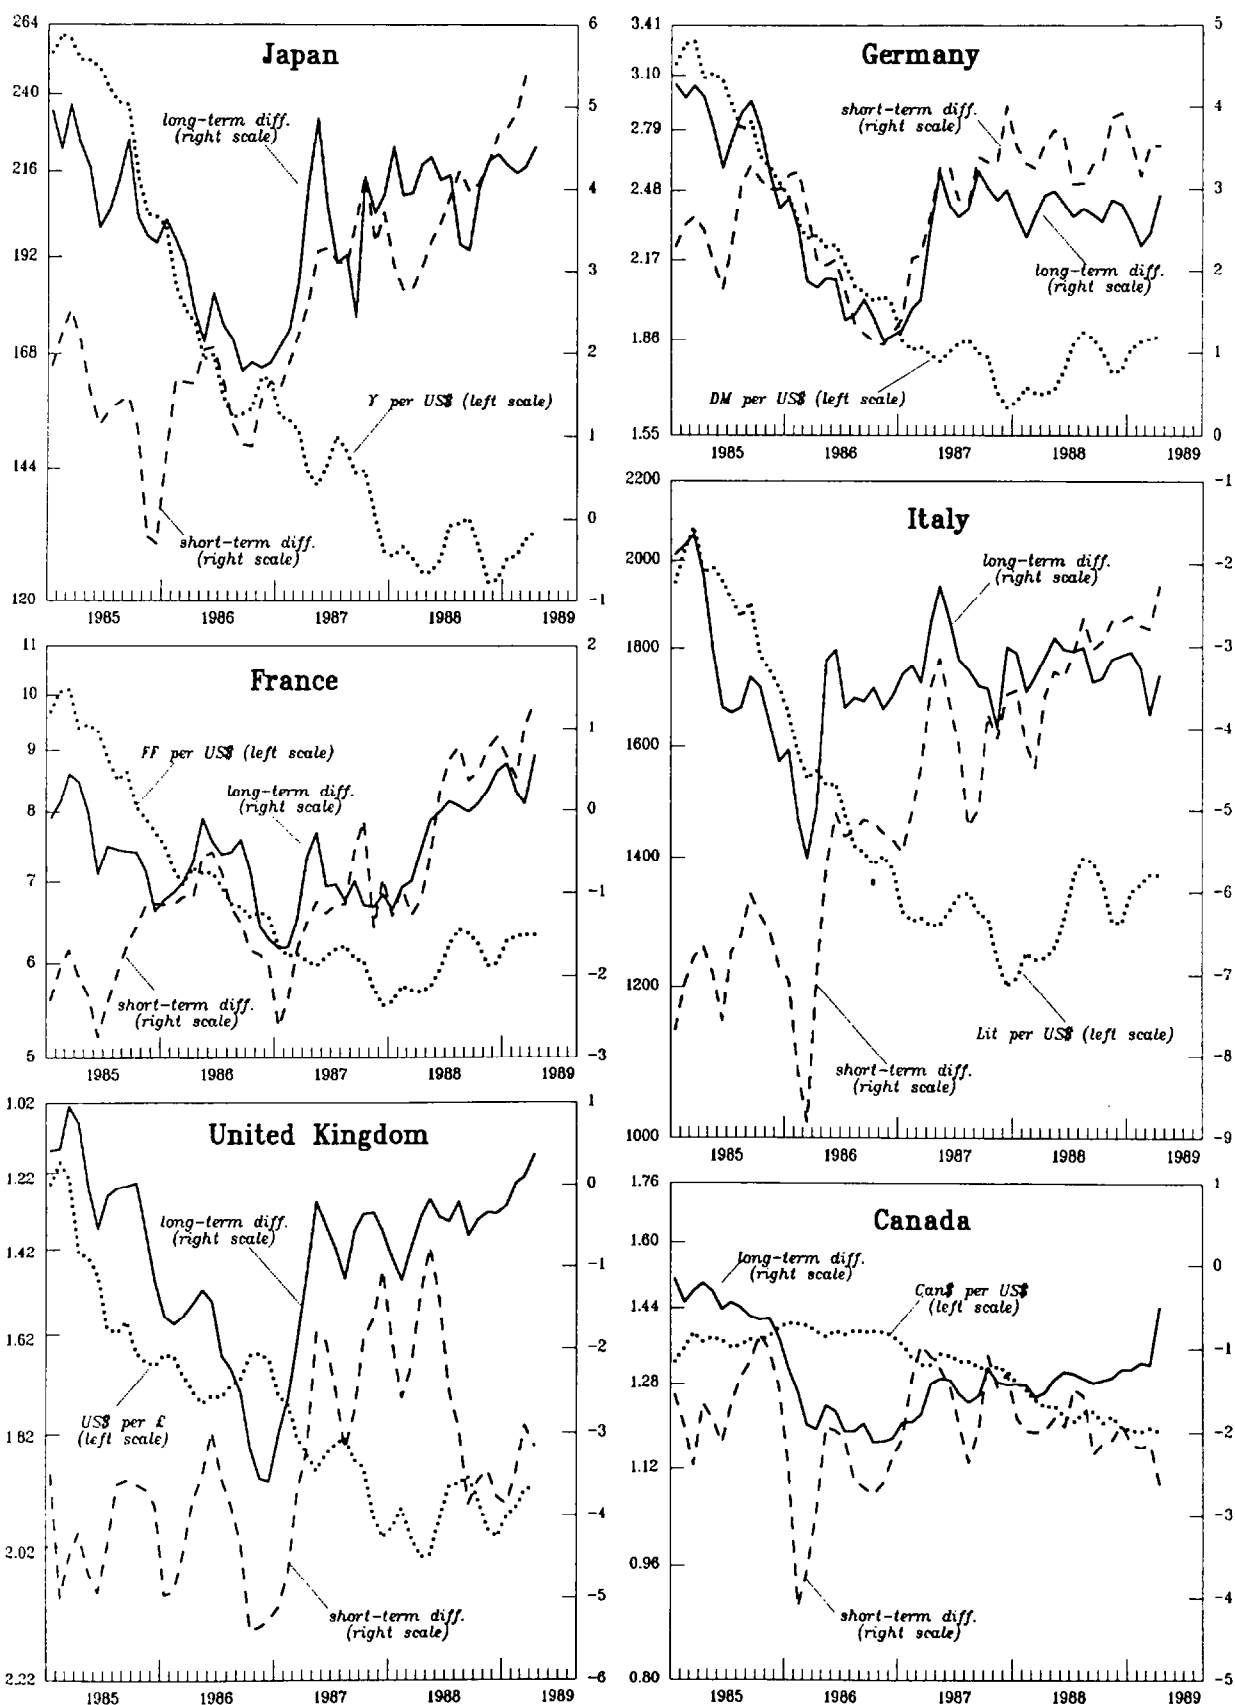 Japan
264
240
216
192
168
144
120
6
5
4
3
2
1
0
-1
long-term diff.
(right scale)
Y per US$ (left scale)
short-term diff.
(right scale)
1985 1986 1987 1988 1989
Germany
3.41
3.10
2.79
2.48
2.17
1.86
1.55
5
4
3
2
1
0
short-term diff.
(right scale)
long-term diff.
(right scale)
DM per US$ (left scale)
1985 1986 1987 1988 1989
France
11
10
9
8
7
6
5
2
1
0
-1
-2
-3
FF per US$ (left scale)
long-term diff.
(right scale)
short-term diff.
(right scale)
1985 1986 1987 1988 1989
Italy
2200
2000
1800
1600
1400
1200
1000
-1
-2
-3
-4
-5
-6
-7
-8
-9
long-term diff.
(right scale)
Lit per US$ (left scale)
short-term diff.
(right scale)
1985 1986 1987 1988 1989
United Kingdom
1.02
1.22
1.42
1.62
1.82
2.02
2.22
1
0
-1
-2
-3
-4
-5
-6
long-term diff.
(right scale)
US$ per £
(left scale)
short-term diff.
(right scale)
1985 1986 1987 1988 1989
Canada
1.76
1.60
1.44
1.28
1.12
0.96
0.80
1
0
-1
-2
-3
-4
-5
long-term diff.
(right scale)
Can$ per US$
(left scale)
short-term diff.
(right scale)
1985 1986 1987 1988 1989